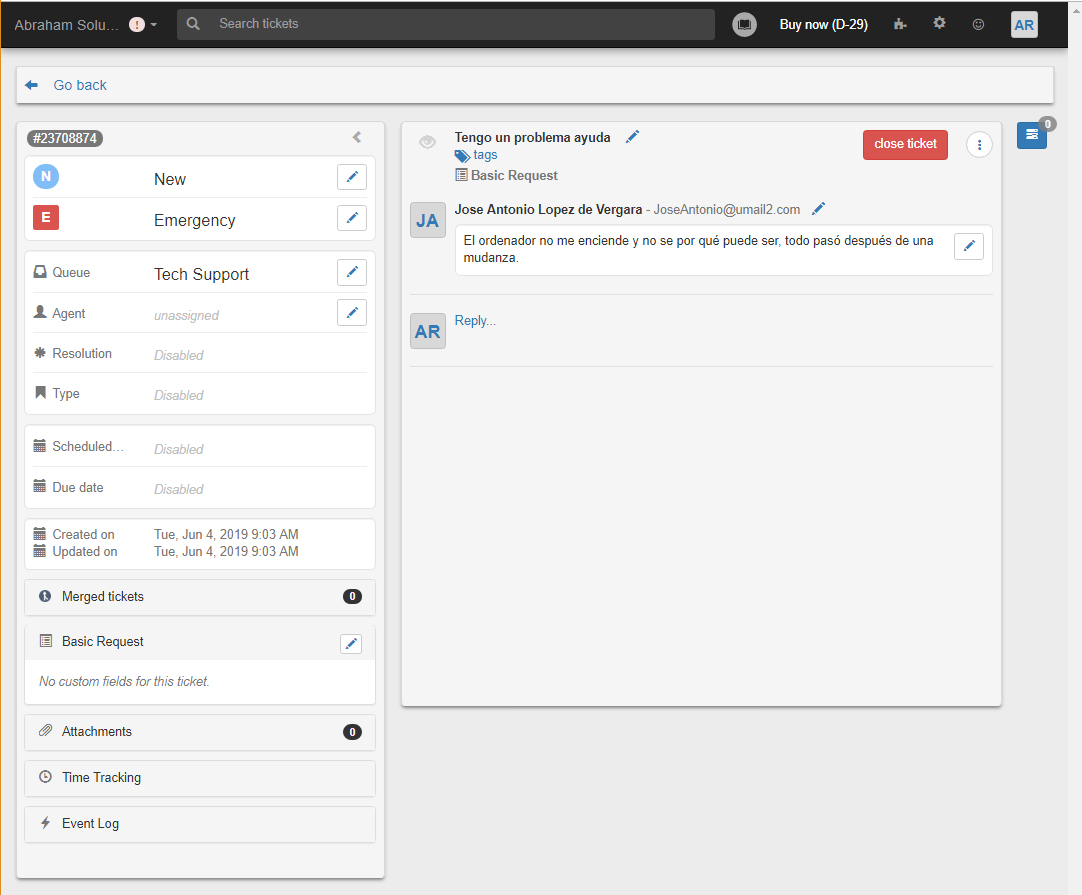 Abraham Solu... ! Search tickets Buy now (D-29) AR
Go back
#23708874
N New
E Emergency
Queue Tech Support
Agent unassigned
Resolution Disabled
Type Disabled
Scheduled... Disabled
Due date Disabled
Created on Tue, Jun 4, 2019 9:03 AM
Updated on Tue, Jun 4, 2019 9:03 AM
Merged tickets 0
Basic Request
No custom fields for this ticket.
Attachments 0
Time Tracking
Event Log
Tengo un problema ayuda
close ticket
tags
Basic Request
JA Jose Antonio Lopez de Vergara - JoseAntonio@umail2.com
El ordenador no me enciende y no se por qué puede ser, todo pasó después de una
mudanza.
AR Reply...
0